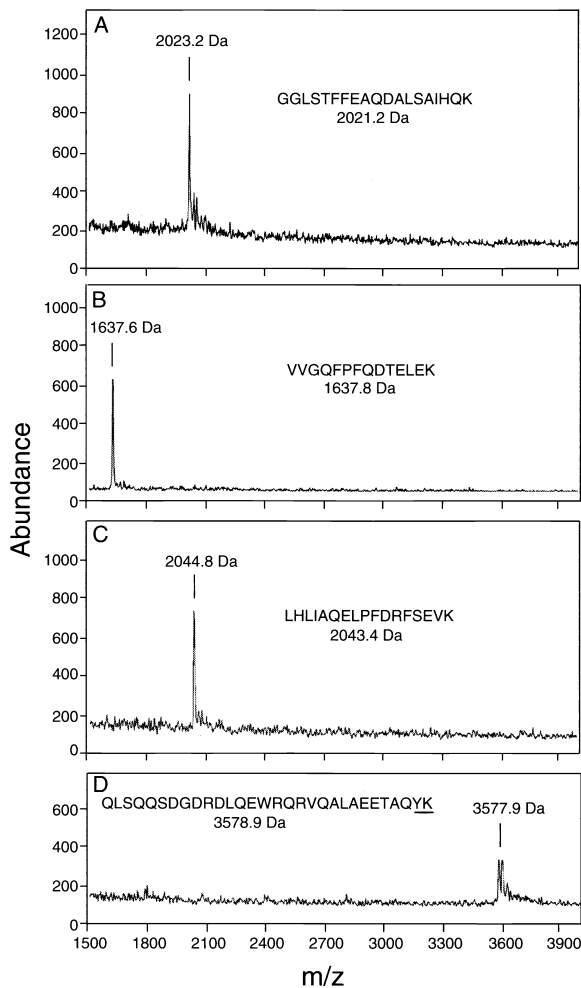 Abundance
A
2023.2 Da
GGLSTFFEAQDALSAIHQK
2021.2 Da
1200
1000
800
600
400
200
0
B
1637.6 Da
VVGQFPFQDTELEK
1637.8 Da
1000
800
600
400
200
0
C
2044.8 Da
LHLIAQELPFDRFSEVK
2043.4 Da
1000
800
600
400
200
0
D
QLSQQSDGDRDLQEWRQRVQALAEETAQYK
3578.9 Da
3577.9 Da
600
400
200
0
1500 1800 2100 2400 2700 3000 3300 3600 3900
m/z